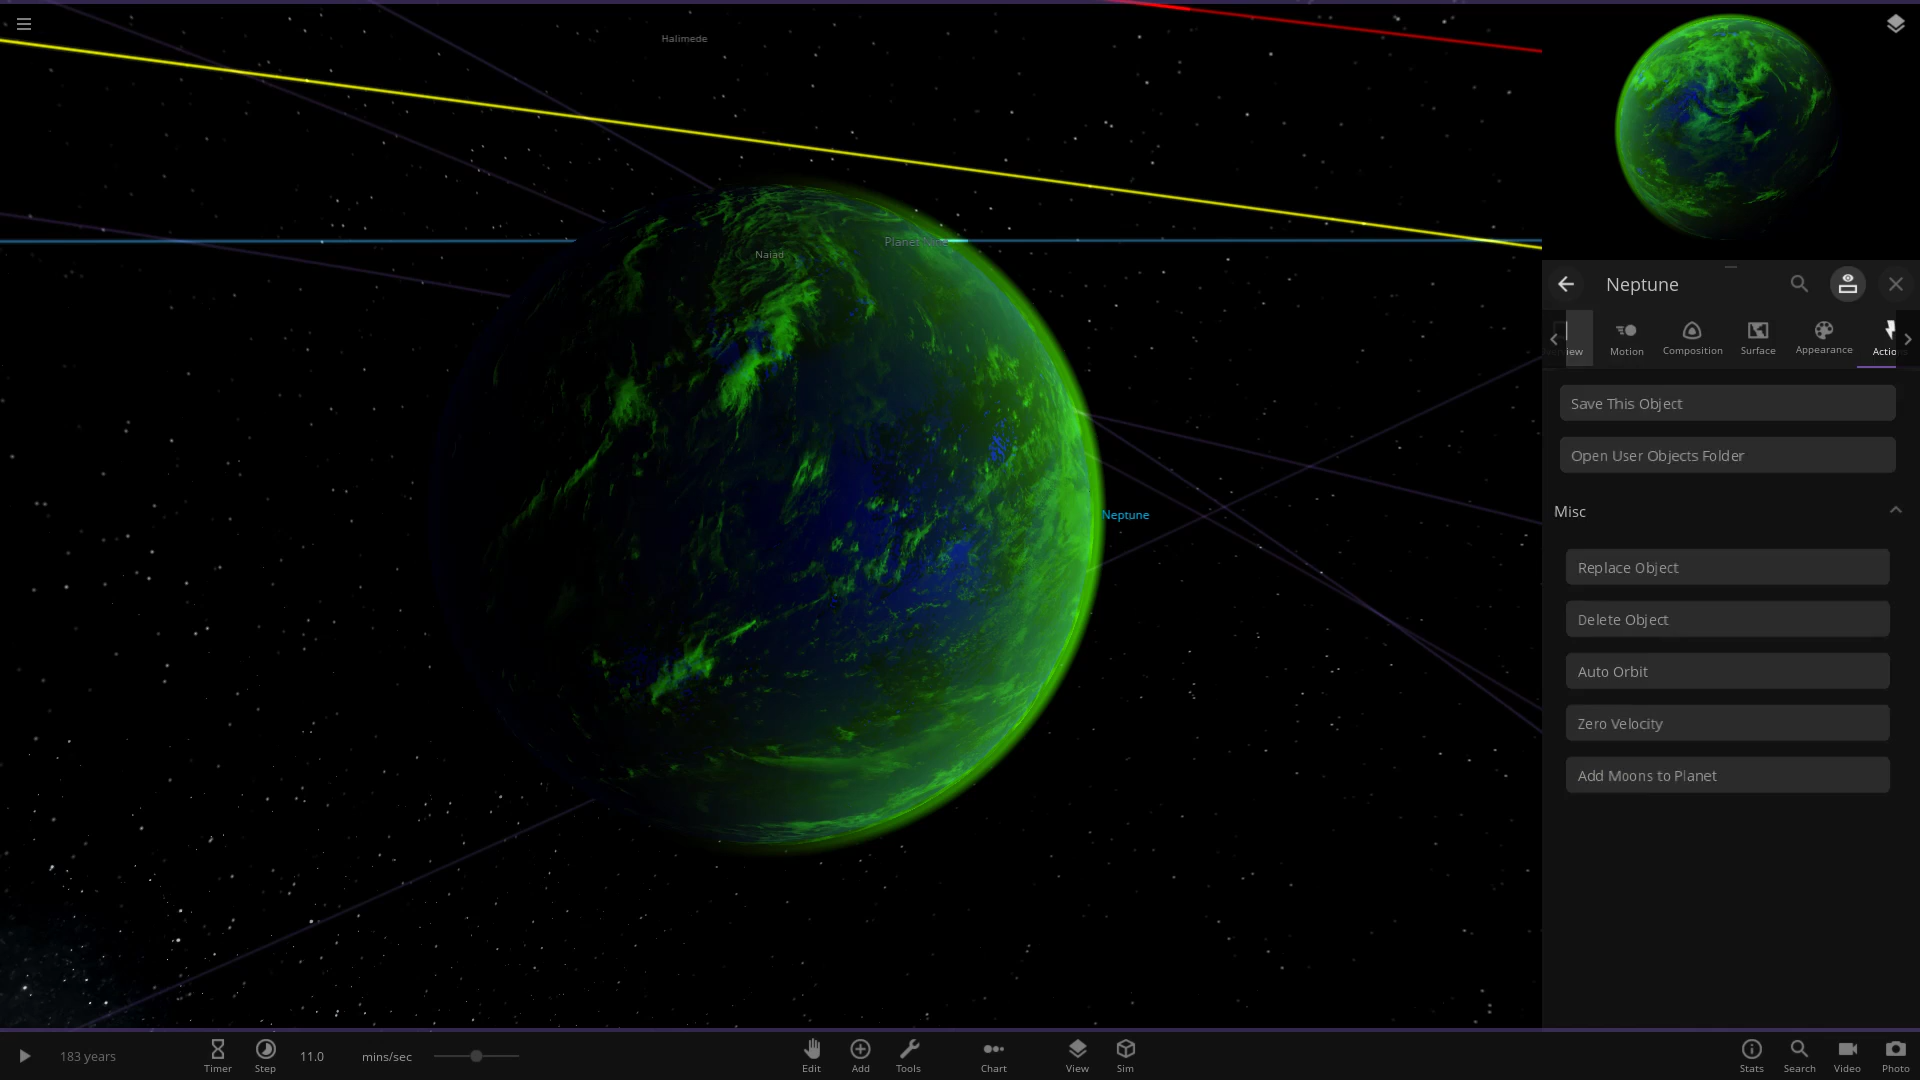 Halimede
Naiad
Neptune
Neptune
Motion
Composition
Surface
Appearance
Save This Object
Open User Objects Folder
Misc
Replace Object
Delete Object
Auto Orbit
Zero Velocity
Add Moons to Planet
183 years
Timer
Step
11.0
mins/sec
Edit
Add
Tools
Chart
View
Sim
Stats
Search
Video
Photo